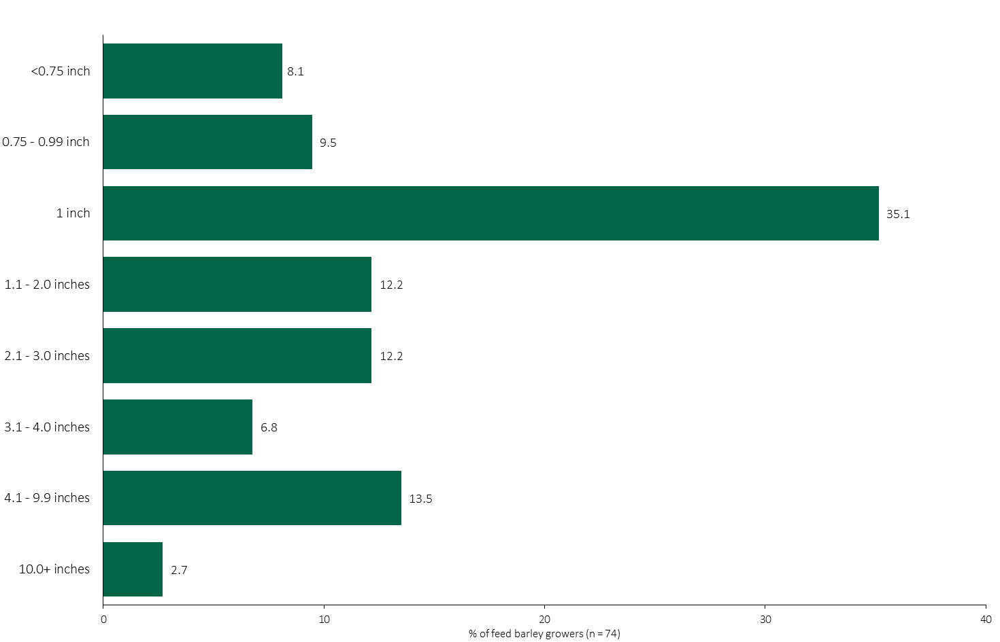 <0.75 inch
8.1
0.75 - 0.99 inch
9.5
1 inch
35.1
1.1 - 2.0 inches
12.2
2.1 - 3.0 inches
12.2
3.1 - 4.0 inches
6.8
4.1 - 9.9 inches
13.5
10.0+ inches
2.7
0 10 20 30 40
% of feed barley growers (n = 74)